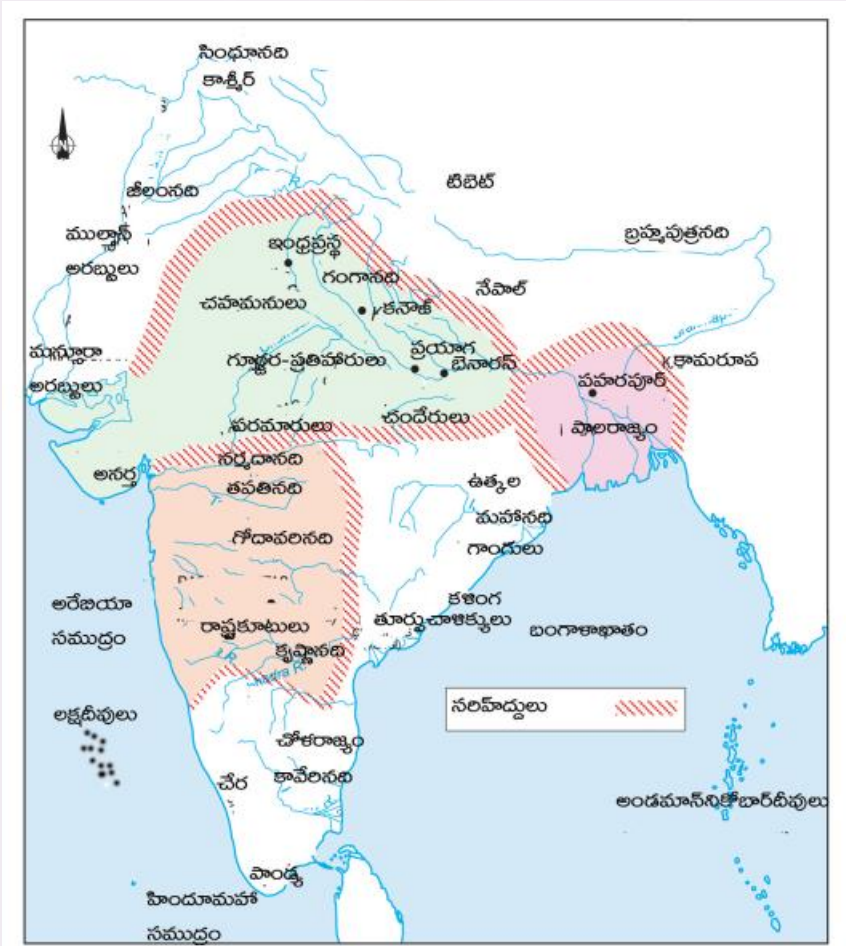 సింధూనది
కాశ్మీర్
జీలంనది
టిబెట్
ముల్తాన్
అరబ్బులు
ఇంధ్రప్రస్థ
బ్రహ్మపుత్రనది
గంగానది
నేపాల్
చహమనులు
కనౌజ్
మన్సూరా
అరబ్బులు
గూర్జర-ప్రతిహారులు
ప్రయాగ
బెనారస్
కామరూప
పహరపూర్
పరమారులు
చందేరులు
పాలరాజ్యం
నర్మదానది
అనర్త
తపతినది
ఉత్కల
మహానది
గోదావరినది
గాంగులు
అరేబియా
సముద్రం
కళింగ
రాష్ట్రకూటులు
తూర్పుచాళిక్యులు
బంగాళాఖాతం
కృష్ణానది
లక్షదీవులు
సరిహద్దులు
చోళరాజ్యం
చేర
కావేరినది
అండమాన్‌నికోబార్‌దీవులు
పాండ్య
హిందూమహా
సముద్రం